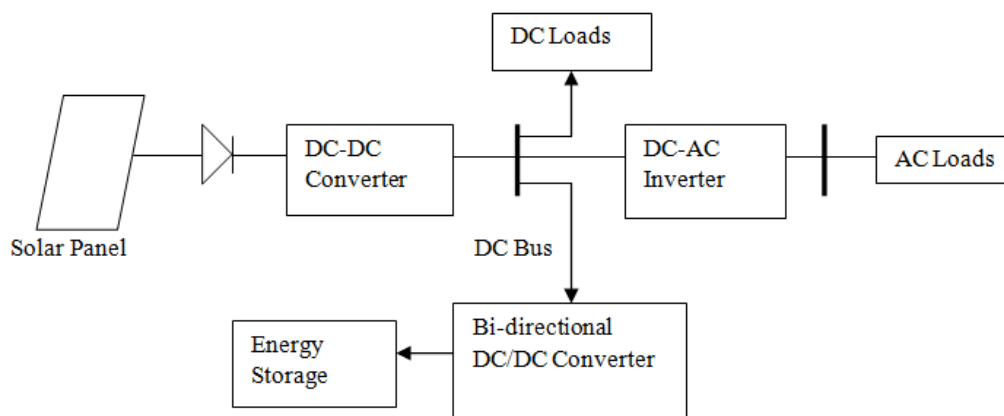 DC Loads
DC-DC
Converter
DC-AC
Inverter
AC Loads
Solar Panel
DC Bus
Energy
Storage
Bi-directional
DC/DC Converter